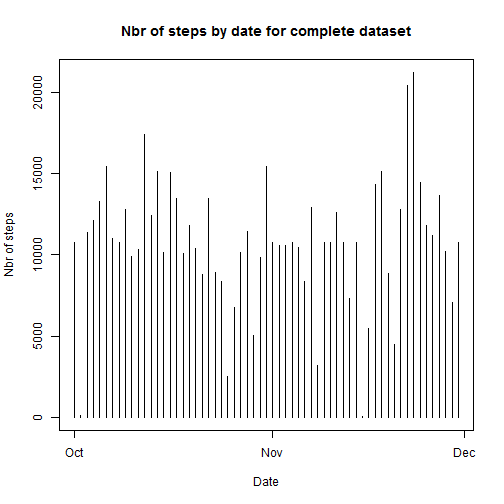 Nbr of steps by date for complete dataset
20000
15000
10000
5000
0
Nbr of steps
Oct
Nov
Dec
Date